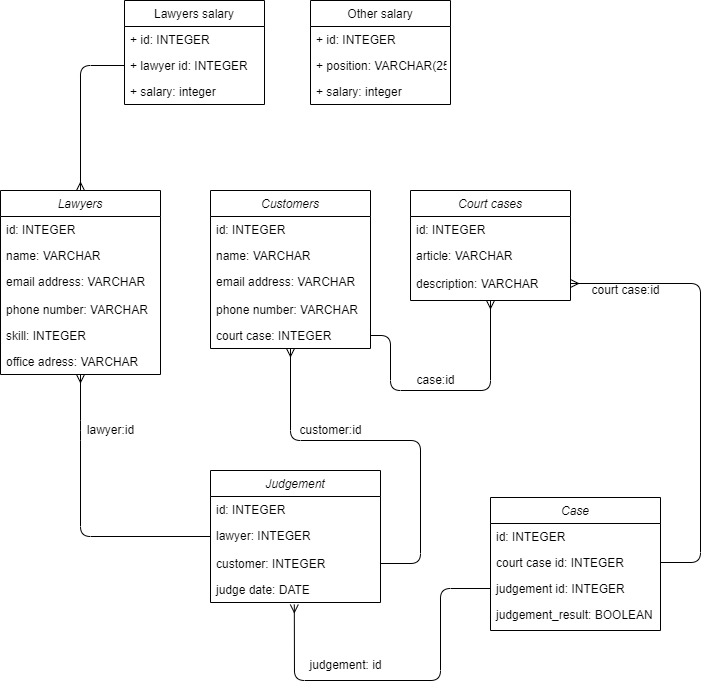 Lawyers salary
+ id: INTEGER
+ lawyer id: INTEGER
+ salary: integer
Other salary
+ id: INTEGER
+ position: VARCHAR(25
+ salary: integer
Lawyers
id: INTEGER
name: VARCHAR
email address: VARCHAR
phone number: VARCHAR
skill: INTEGER
office adress: VARCHAR
Customers
id: INTEGER
name: VARCHAR
email address: VARCHAR
phone number: VARCHAR
court case: INTEGER
Court cases
id: INTEGER
article: VARCHAR
description: VARCHAR
court case:id
case:id
lawyer:id
customer:id
Judgement
id: INTEGER
lawyer: INTEGER
customer: INTEGER
judge date: DATE
Case
id: INTEGER
court case id: INTEGER
judgement id: INTEGER
judgement_result: BOOLEAN
judgement: id